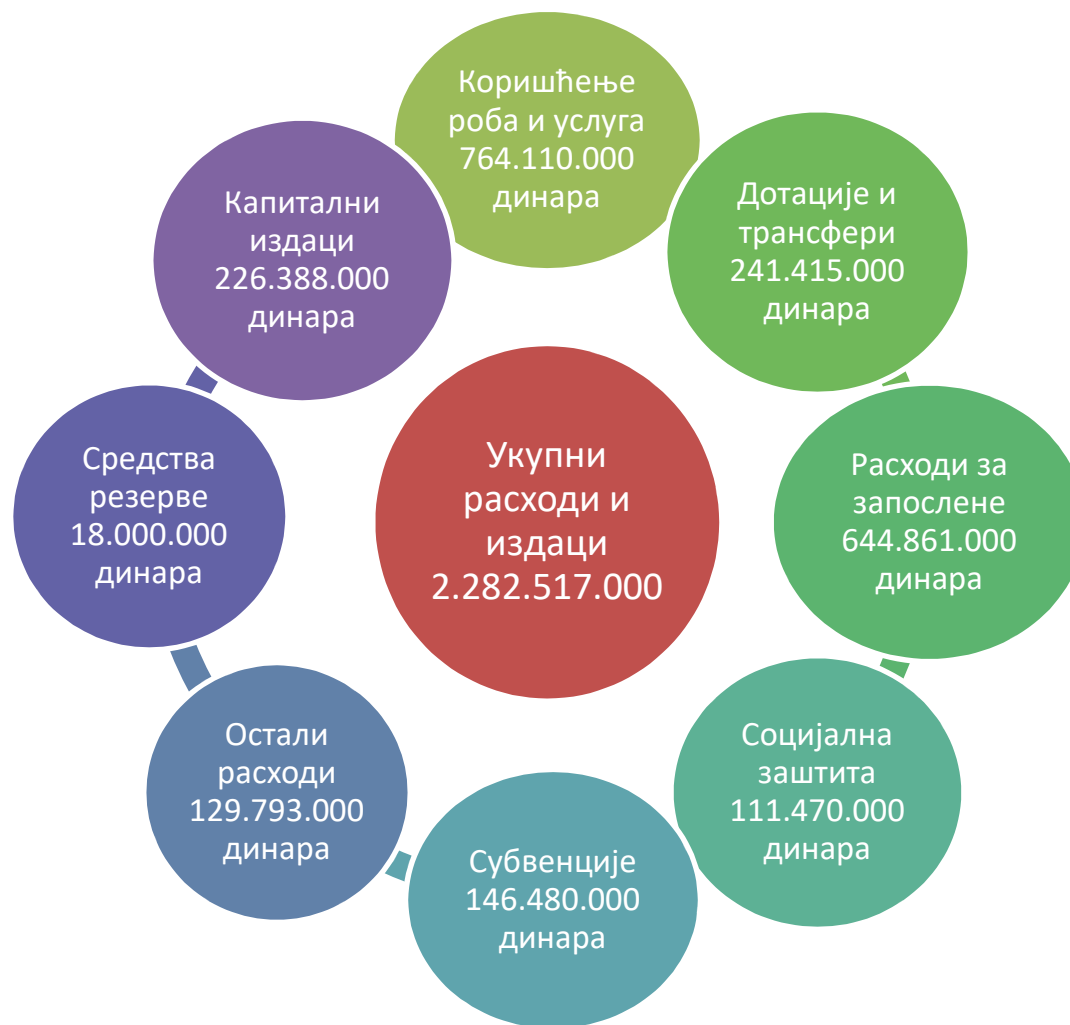 Коришћење
роба и услуга
764.110.000
динара
Дотације и
трансфери
241.415.000
динара
Расходи за
запослене
644.861.000
динара
Социјална
заштита
111.470.000
динара
Субвенције
146.480.000
динара
Остали
расходи
129.793.000
динара
Средства
резерве
18.000.000
динара
Капитални
издаци
226.388.000
динара
Укупни
расходи и
издаци
2.282.517.000